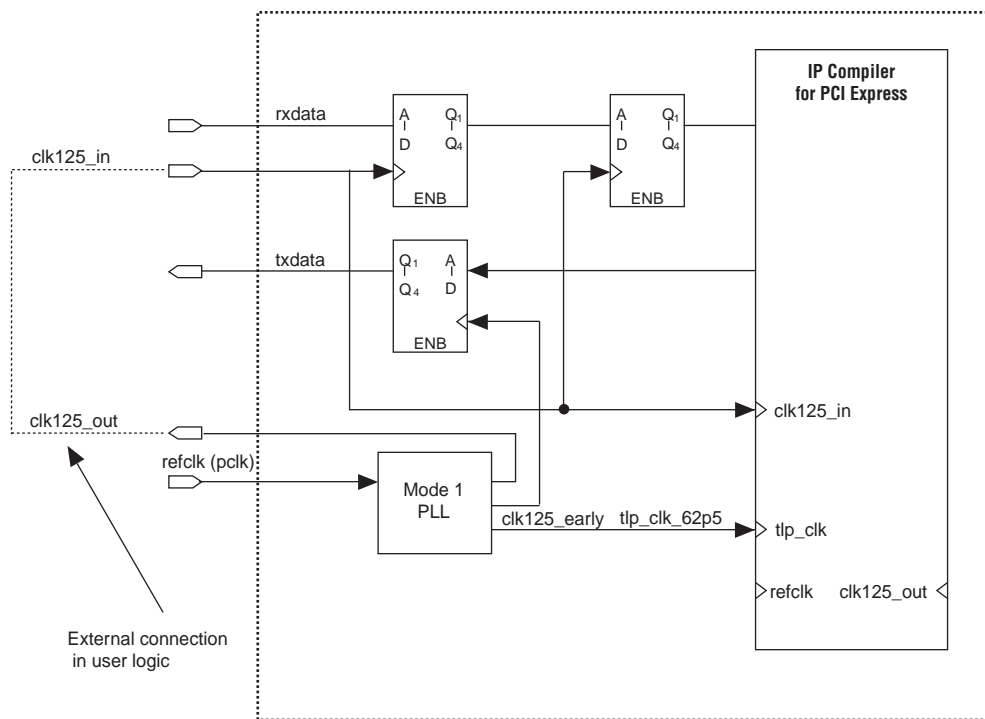 IP Compiler
for PCI Express
rxdata
A
D
Q1
Q4
ENB
A
D
Q1
Q4
ENB
clk125_in
txdata
Q1
Q4
A
D
ENB
clk125_out
clk125_in
refclk (pclk)
Mode 1
PLL
clk125_early
tlp_clk_62p5
tlp_clk
refclk
clk125_out
External connection
in user logic